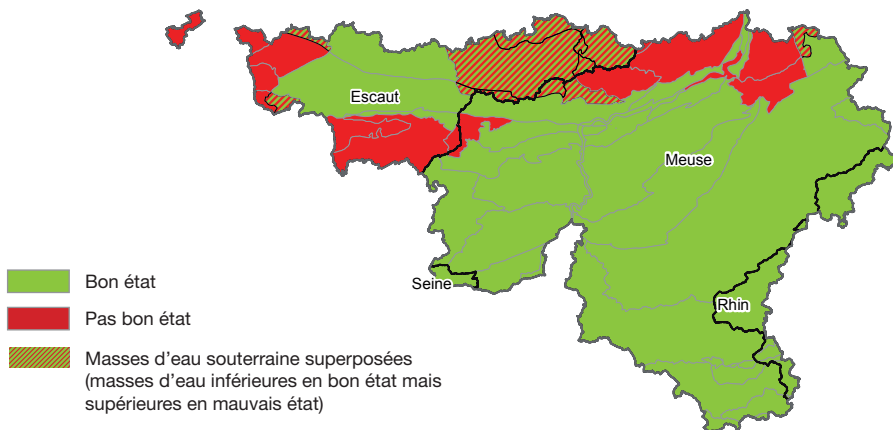 Escaut
Meuse
Seine
Rhin
Bon état
Pas bon état
Masses d'eau souterraine superposées
(masses d'eau inférieures en bon état mais
supérieures en mauvais état)